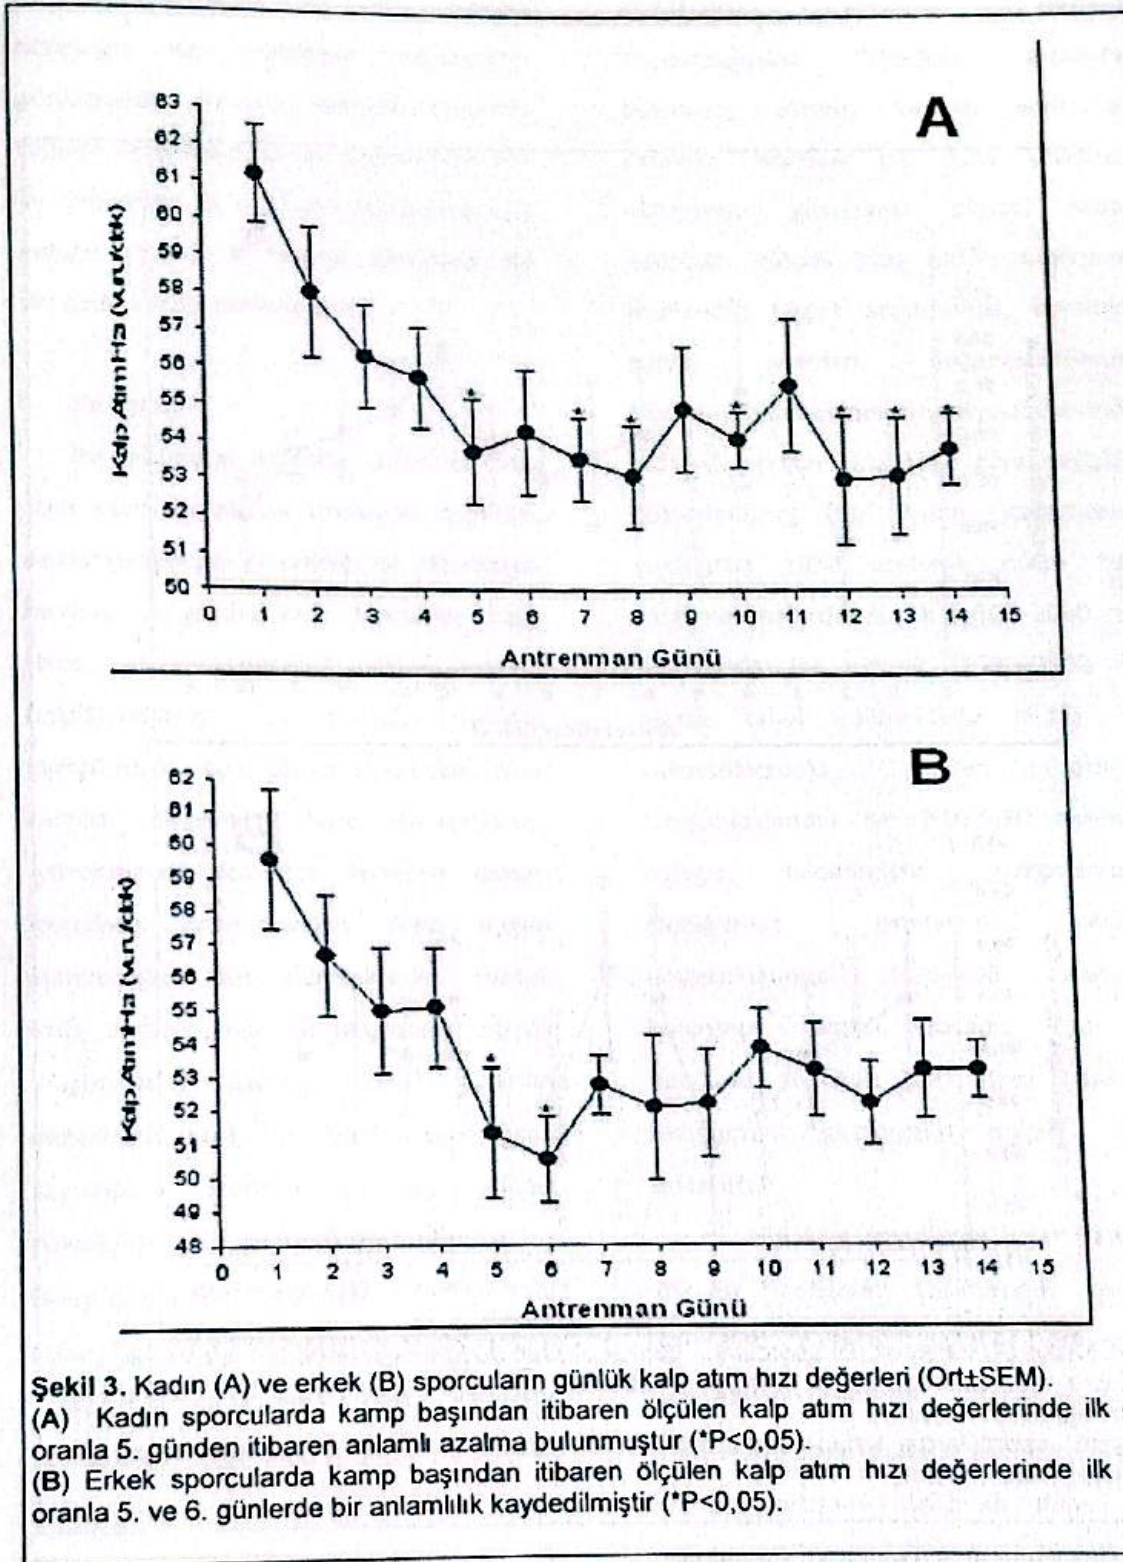 A
63
62
61
60
59
58
57
56
55
54
53
52
51
50
Kalp Atım Hızı (vuru/dak)
* * * * *
0 1 2 3 4 5 6 7 8 9 10 11 12 13 14 15
Antrenman Günü
B
62
61
60
59
58
57
56
55
54
53
52
51
50
49
48
Kalp Atım Hızı (vuru/dak)
* *
0 1 2 3 4 5 6 7 8 9 10 11 12 13 14 15
Antrenman Günü
Şekil 3. Kadın (A) ve erkek (B) sporcuların günlük kalp atım hızı değerleri (Ort±SEM).
(A) Kadın sporcularda kamp başından itibaren ölçülen kalp atım hızı değerlerinde ilk
oranla 5. günden itibaren anlamlı azalma bulunmuştur (*P<0,05).
(B) Erkek sporcularda kamp başından itibaren ölçülen kalp atım hızı değerlerinde ilk
oranla 5. ve 6. günlerde bir anlamlılık kaydedilmiştir (*P<0,05).